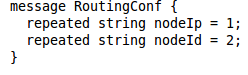 message RoutingConf {
  repeated string nodeIp = 1;
  repeated string nodeId = 2;
}